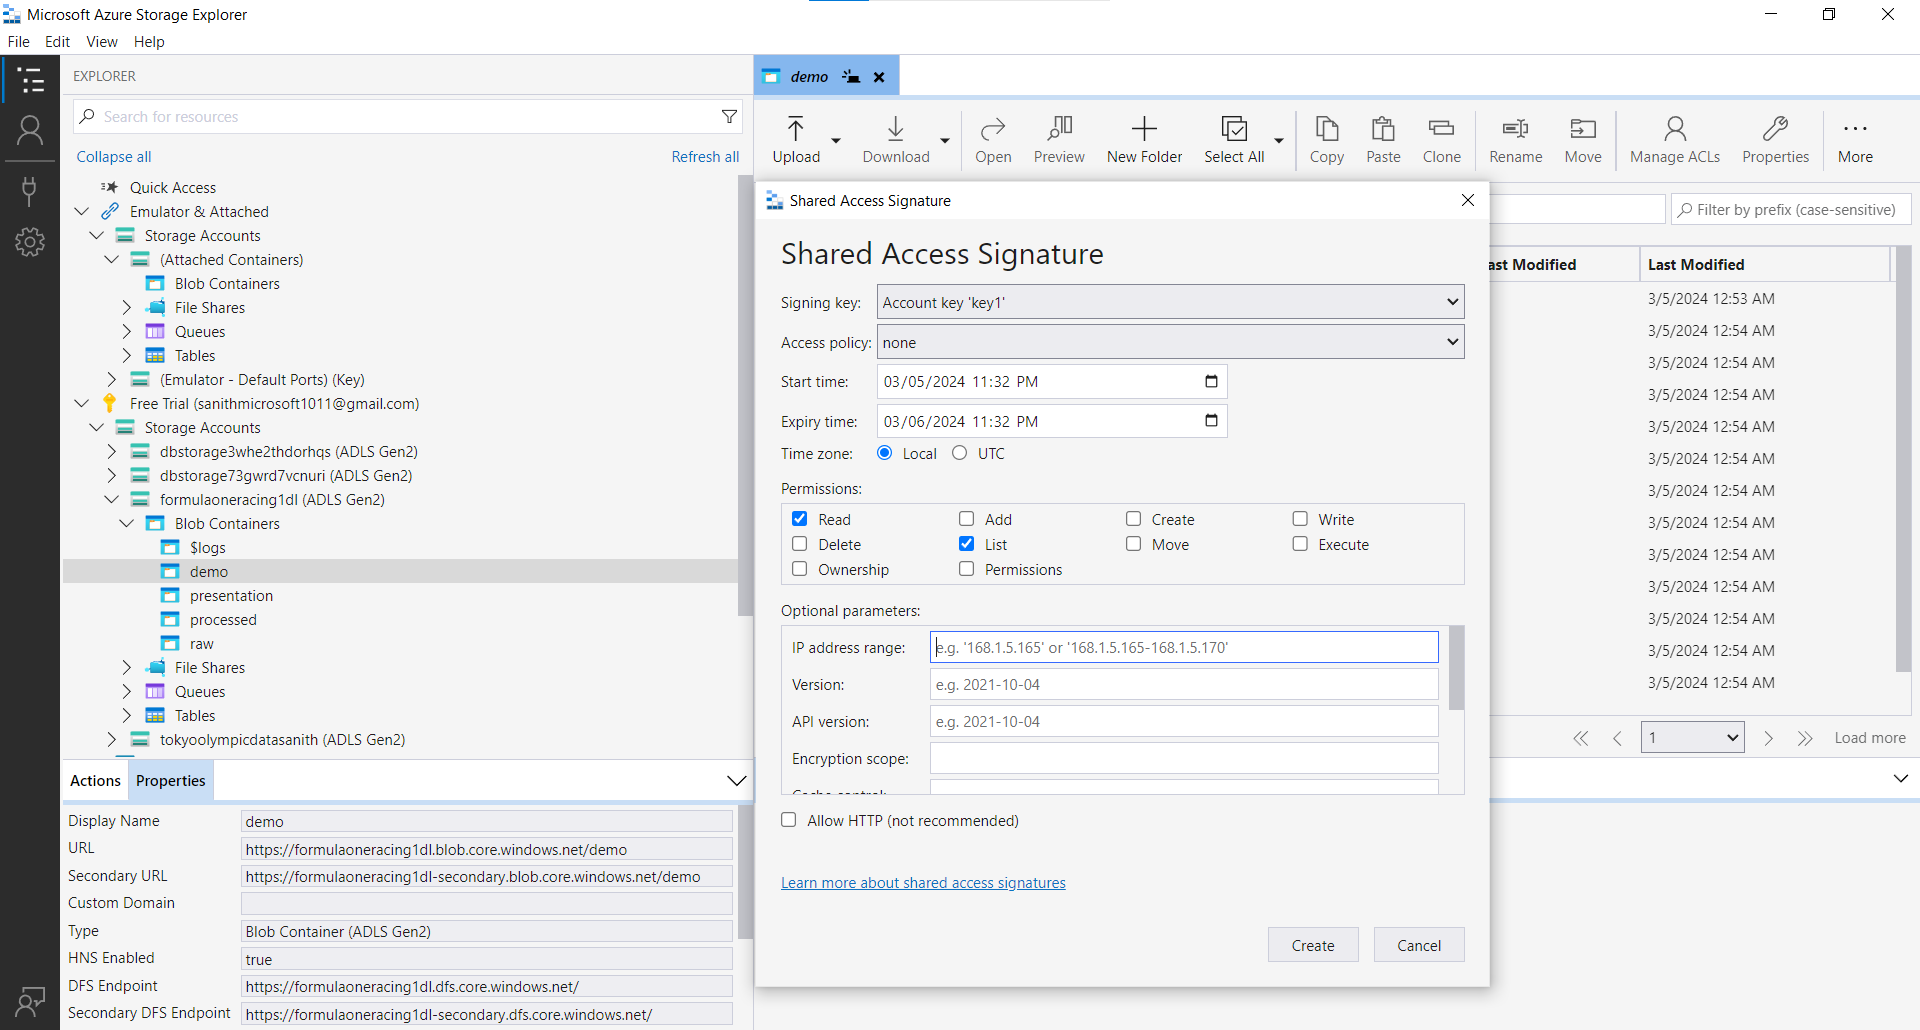 Microsoft Azure Storage Explorer
File Edit View Help
EXPLORER
Search for resources
Collapse all Refresh all
Quick Access
Emulator & Attached
Storage Accounts
(Attached Containers)
Blob Containers
File Shares
Queues
Tables
(Emulator - Default Ports) (Key)
Free Trial (sanithmicrosoft1011@gmail.com)
Storage Accounts
dbstorage3whe2thdorhqs (ADLS Gen2)
dbstorage73gwrd7vcnuri (ADLS Gen2)
formulaoneracing1dl (ADLS Gen2)
Blob Containers
$logs
demo
presentation
processed
raw
File Shares
Queues
Tables
tokyoolympicdatasanith (ADLS Gen2)
Actions Properties
Display Name demo
URL https://formulaoneracing1dl.blob.core.windows.net/demo
Secondary URL https://formulaoneracing1dl-secondary.blob.core.windows.net/demo
Custom Domain
Type Blob Container (ADLS Gen2)
HNS Enabled true
DFS Endpoint https://formulaoneracing1dl.dfs.core.windows.net/
Secondary DFS Endpoint https://formulaoneracing1dl-secondary.dfs.core.windows.net/
demo
Upload Download Open Preview New Folder Select All Copy Paste Clone Rename Move Manage ACLs Properties More
Filter by prefix (case-sensitive)
ast Modified Last Modified
3/5/2024 12:53 AM
3/5/2024 12:54 AM
3/5/2024 12:54 AM
3/5/2024 12:54 AM
3/5/2024 12:54 AM
3/5/2024 12:54 AM
3/5/2024 12:54 AM
3/5/2024 12:54 AM
3/5/2024 12:54 AM
3/5/2024 12:54 AM
3/5/2024 12:54 AM
3/5/2024 12:54 AM
3/5/2024 12:54 AM
1 Load more
Shared Access Signature
Shared Access Signature
Signing key: Account key 'key1'
Access policy: none
Start time: 03/05/2024 11:32 PM
Expiry time: 03/06/2024 11:32 PM
Time zone: Local UTC
Permissions:
Read Add Create Write
Delete List Move Execute
Ownership Permissions
Optional parameters:
IP address range: e.g. '168.1.5.165' or '168.1.5.165-168.1.5.170'
Version: e.g. 2021-10-04
API version: e.g. 2021-10-04
Encryption scope:
Cache control:
Allow HTTP (not recommended)
Learn more about shared access signatures
Create Cancel